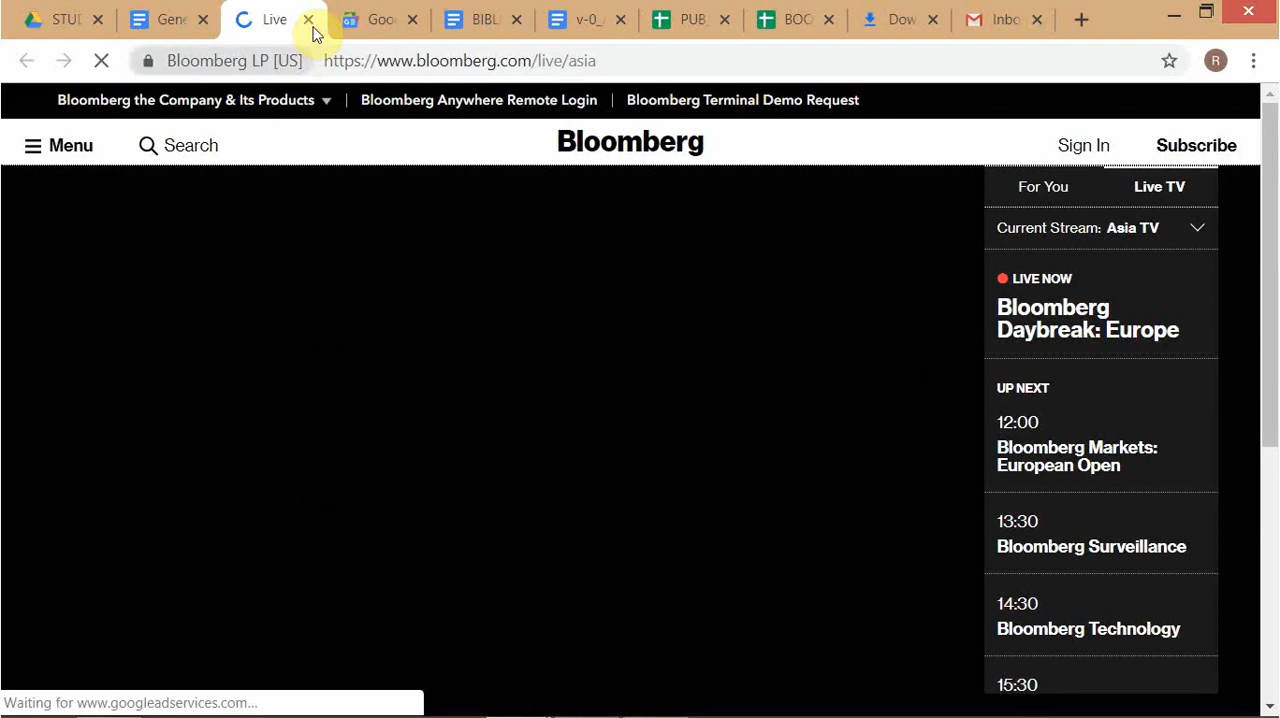 STUD
Gene
Live
Goo
BIBL
v-0_
PUB
BOO
Dow
Inbo
Bloomberg LP [US]
https://www.bloomberg.com/live/asia
R
Bloomberg the Company & Its Products
Bloomberg Anywhere Remote Login
Bloomberg Terminal Demo Request
Menu
Search
Bloomberg
Sign In
Subscribe
For You
Live TV
Current Stream: Asia TV
LIVE NOW
Bloomberg
Daybreak: Europe
UP NEXT
12:00
Bloomberg Markets:
European Open
13:30
Bloomberg Surveillance
14:30
Bloomberg Technology
15:30
Waiting for www.googleadservices.com...